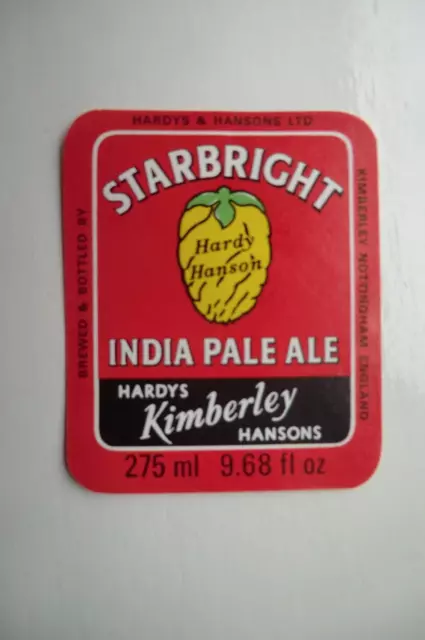 HARDYS & HANSONS LTD
STARBRIGHT
Hardy
Hanson
INDIA PALE ALE
HARDYS
Kimberley
HANSONS
275 ml 9.68 fl oz
BREWED & BOTTLED BY
KIMBERLEY NOTTINGHAM ENGLAND